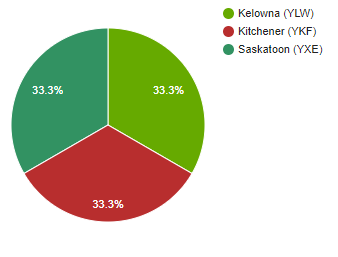 Kelowna (YLW)
Kitchener (YKF)
Saskatoon (YXE)
33.3%
33.3%
33.3%